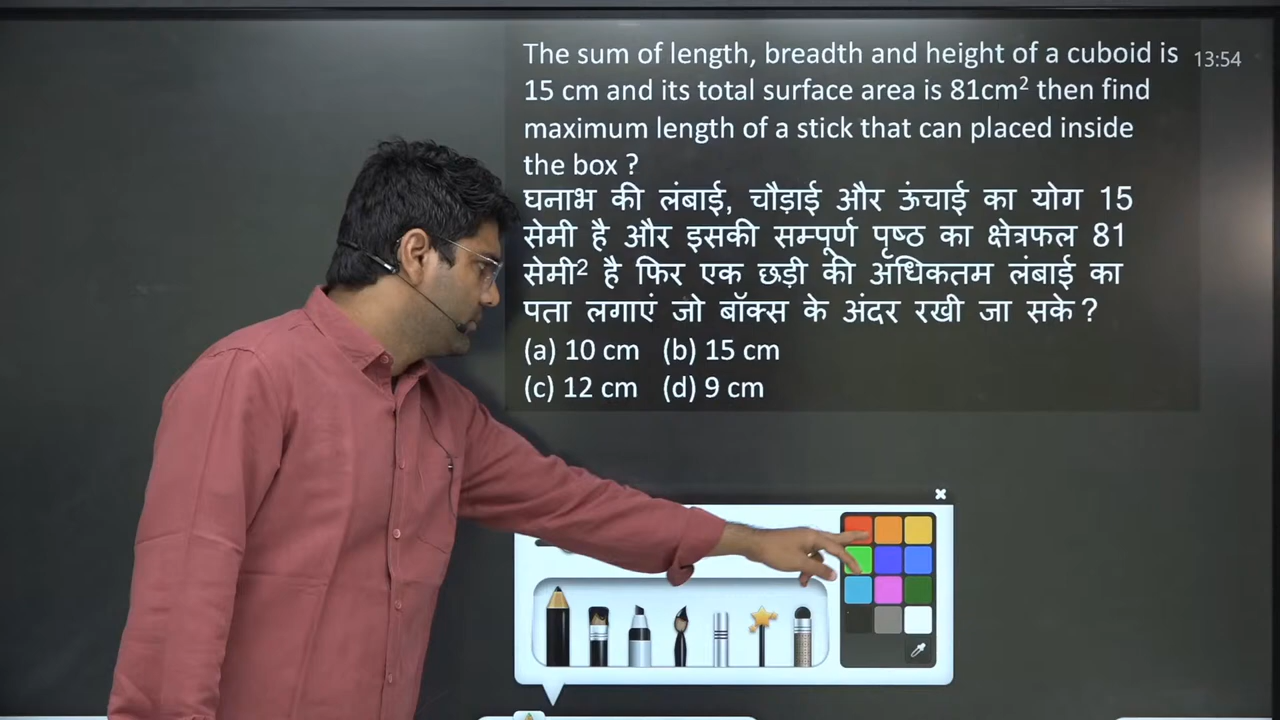 The sum of length, breadth and height of a cuboid is
15 cm and its total surface area is 81cm² then find
maximum length of a stick that can placed inside
the box ?
घनाभ की लंबाई, चौड़ाई और ऊंचाई का योग 15
सेमी है और इसकी सम्पूर्ण पृष्ठ का क्षेत्रफल 81
सेमी² है फिर एक छड़ी की अधिकतम लंबाई का
पता लगाएं जो बॉक्स के अंदर रखी जा सके ?
(a) 10 cm (b) 15 cm
(c) 12 cm (d) 9 cm
13:54